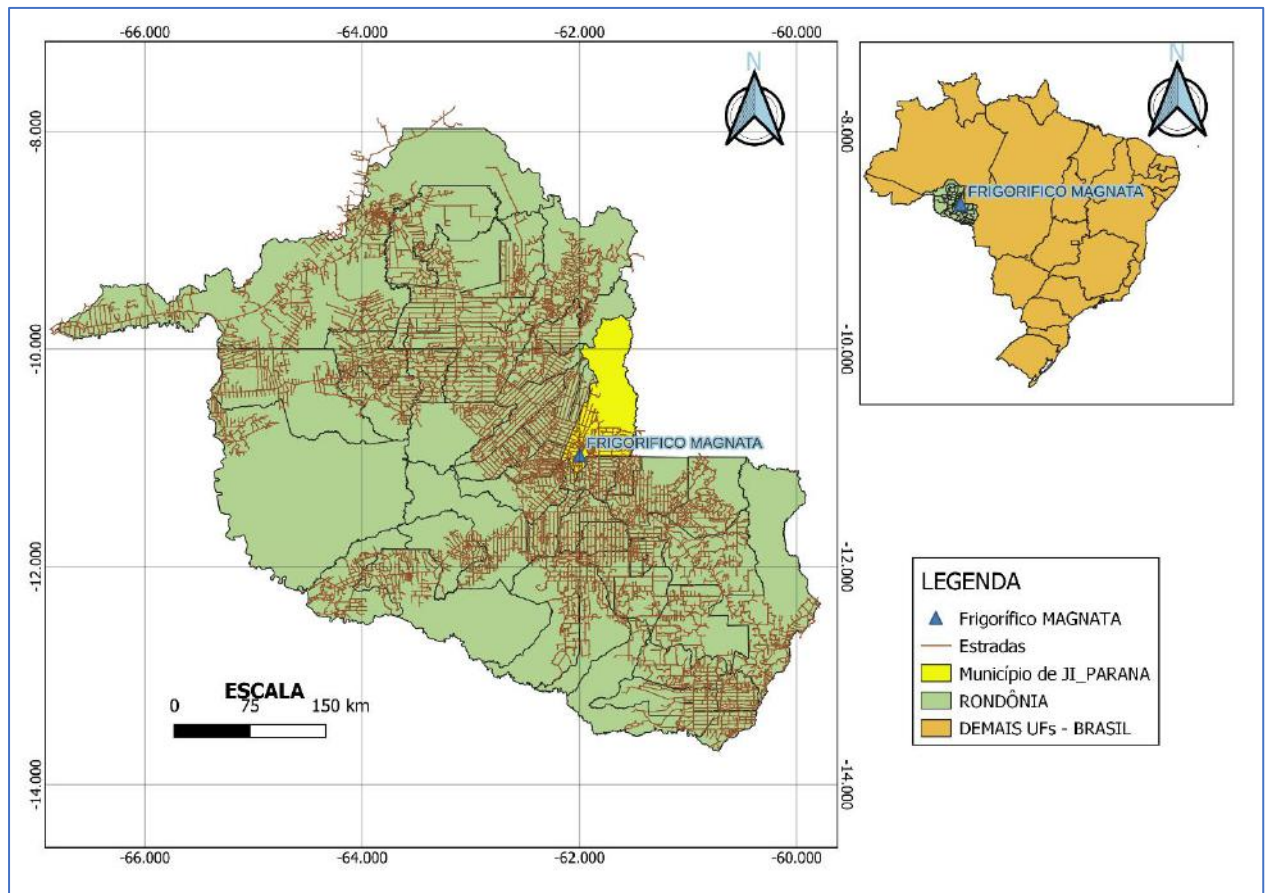 -66.000 -64.000 -62.000 -60.000
N
-8.000
-10.000
-12.000
-14.000
FRIGORIFICO MAGNATA
ESCALA
0 75 150 km
-8.000
-10.000
-12.000
-14.000
-66.000 -64.000 -62.000 -60.000
N
FRIGORIFICO MAGNATA
LEGENDA
Frigorífico MAGNATA
Estradas
Município de JI_PARANA
RONDÔNIA
DEMAIS UFs - BRASIL